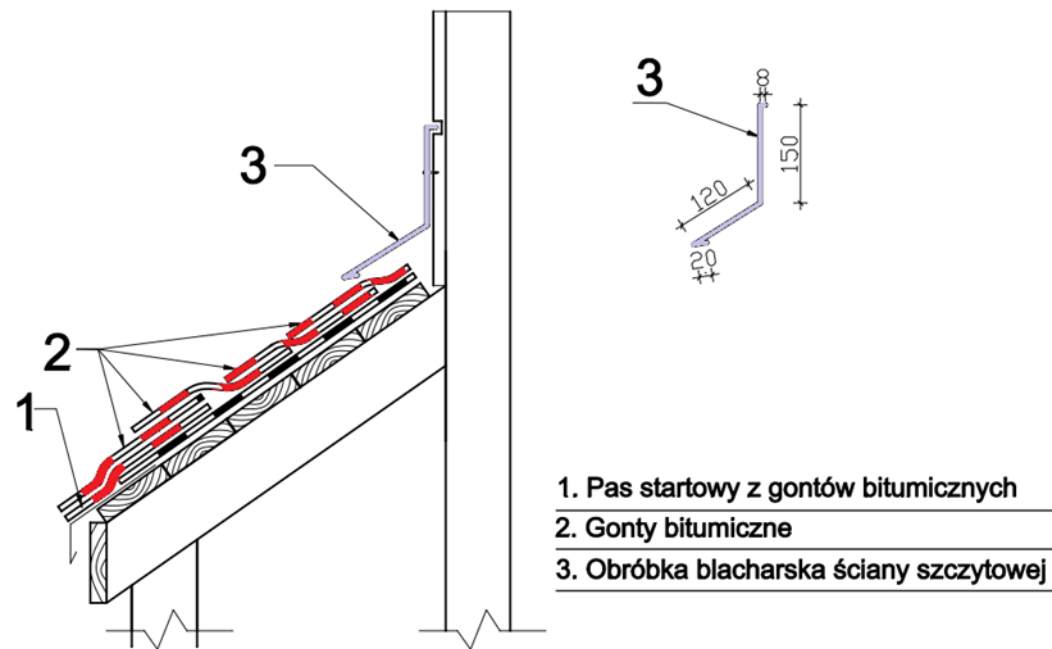 3
2
1
3
8
150
120
20
1. Pas startowy z gontów bitumicznych
2. Gonty bitumiczne
3. Obróbka blacharska ściany szczytowej